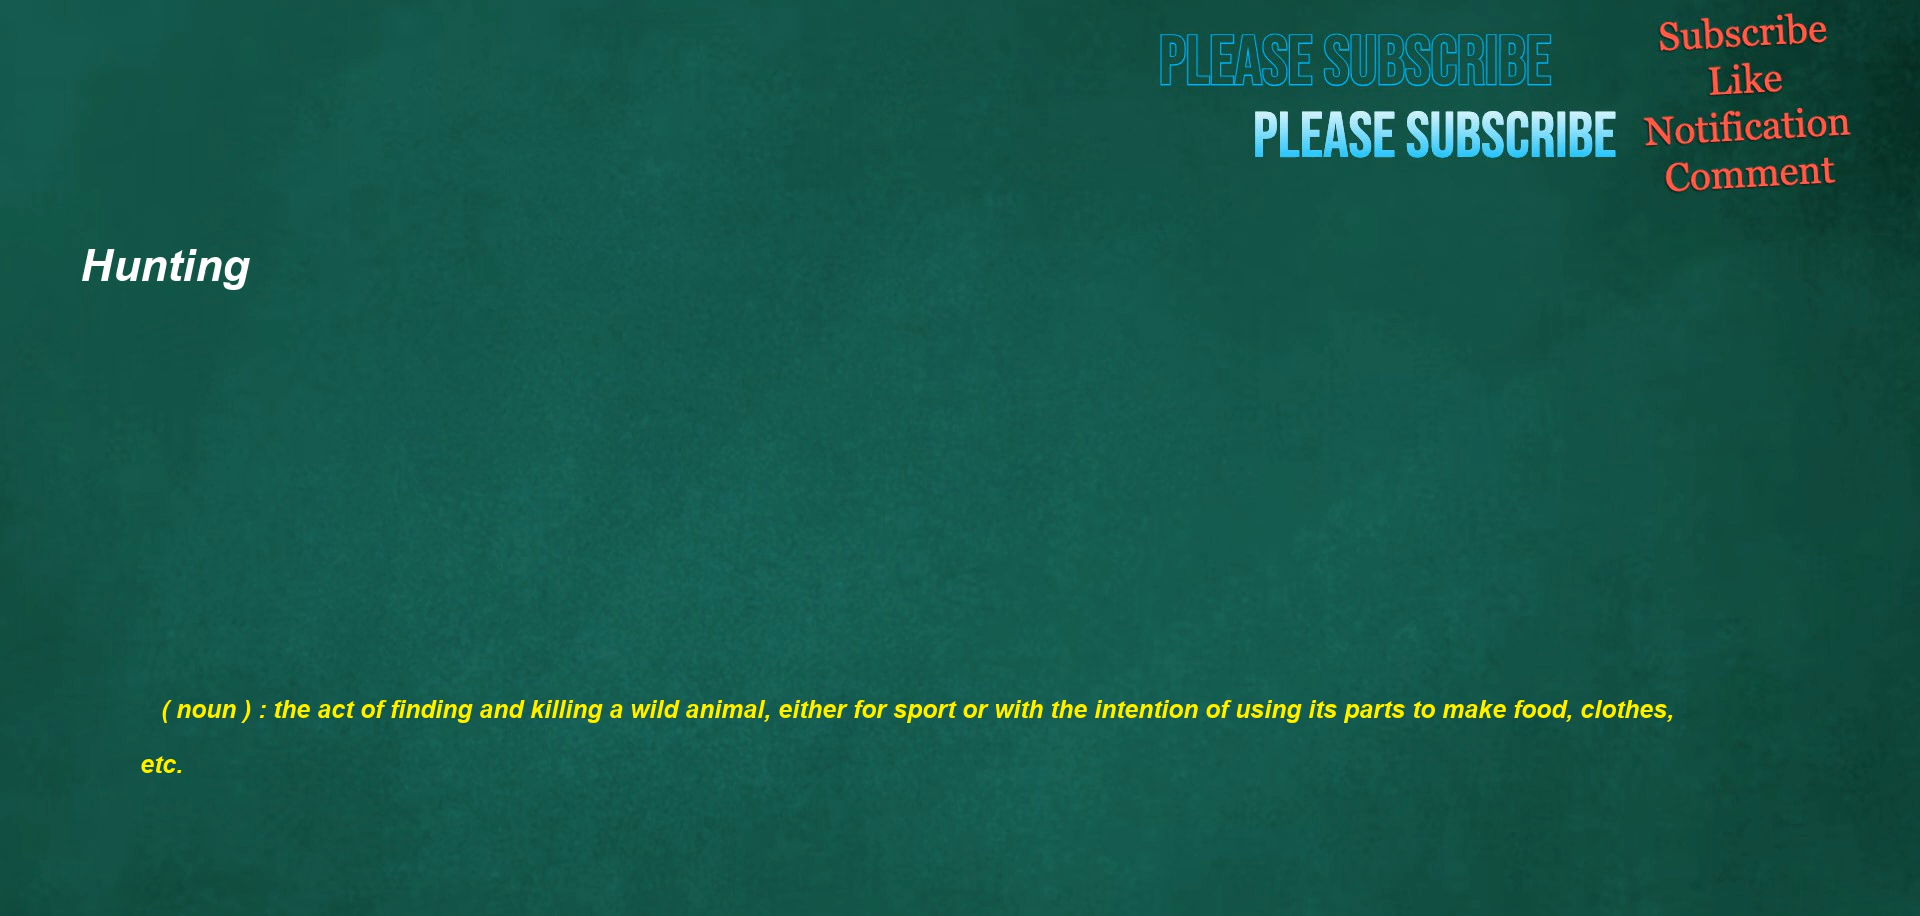 PLEASE SUBSCRIBE
PLEASE SUBSCRIBE
Subscribe
Like
Notification
Comment
Hunting
( noun ) : the act of finding and killing a wild animal, either for sport or with the intention of using its parts to make food, clothes,
etc.